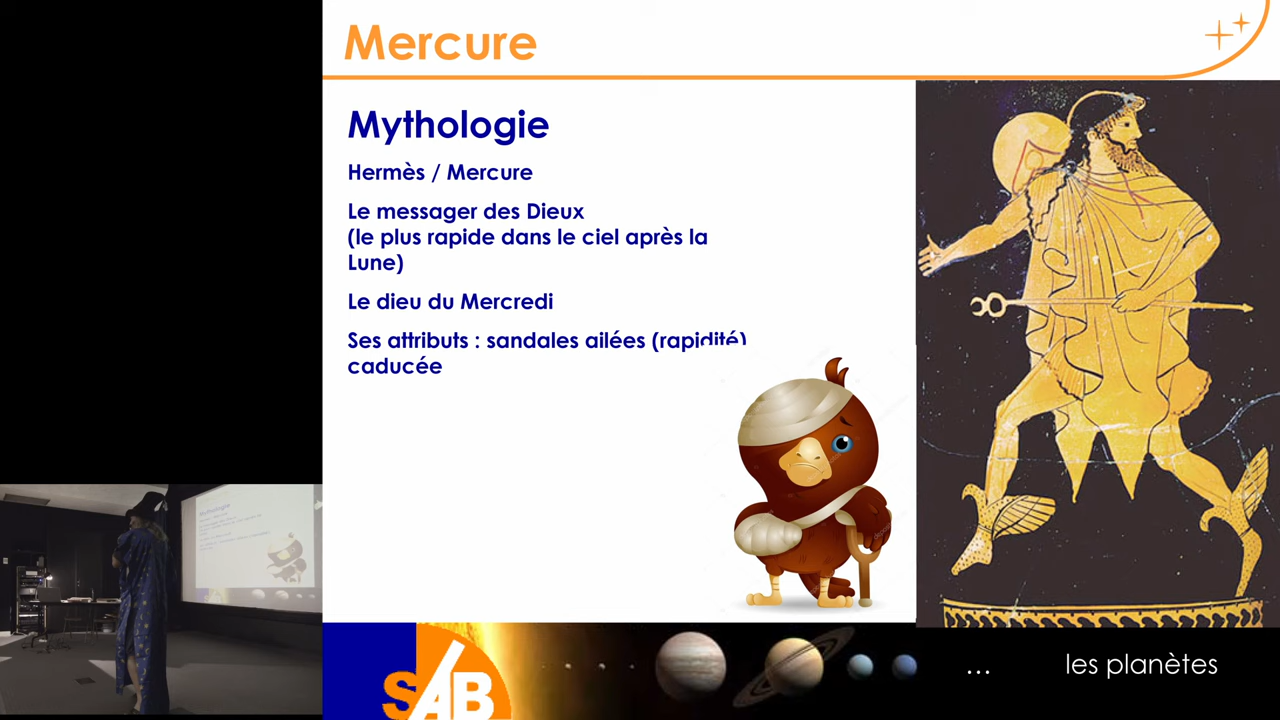 Mercure
Mythologie
Hermès / Mercure
Le messager des Dieux
(le plus rapide dans le ciel après la
Lune)
Le dieu du Mercredi
Ses attributs : sandales ailées (rapidité)
caducée
SAB
... les planètes
Mythologie